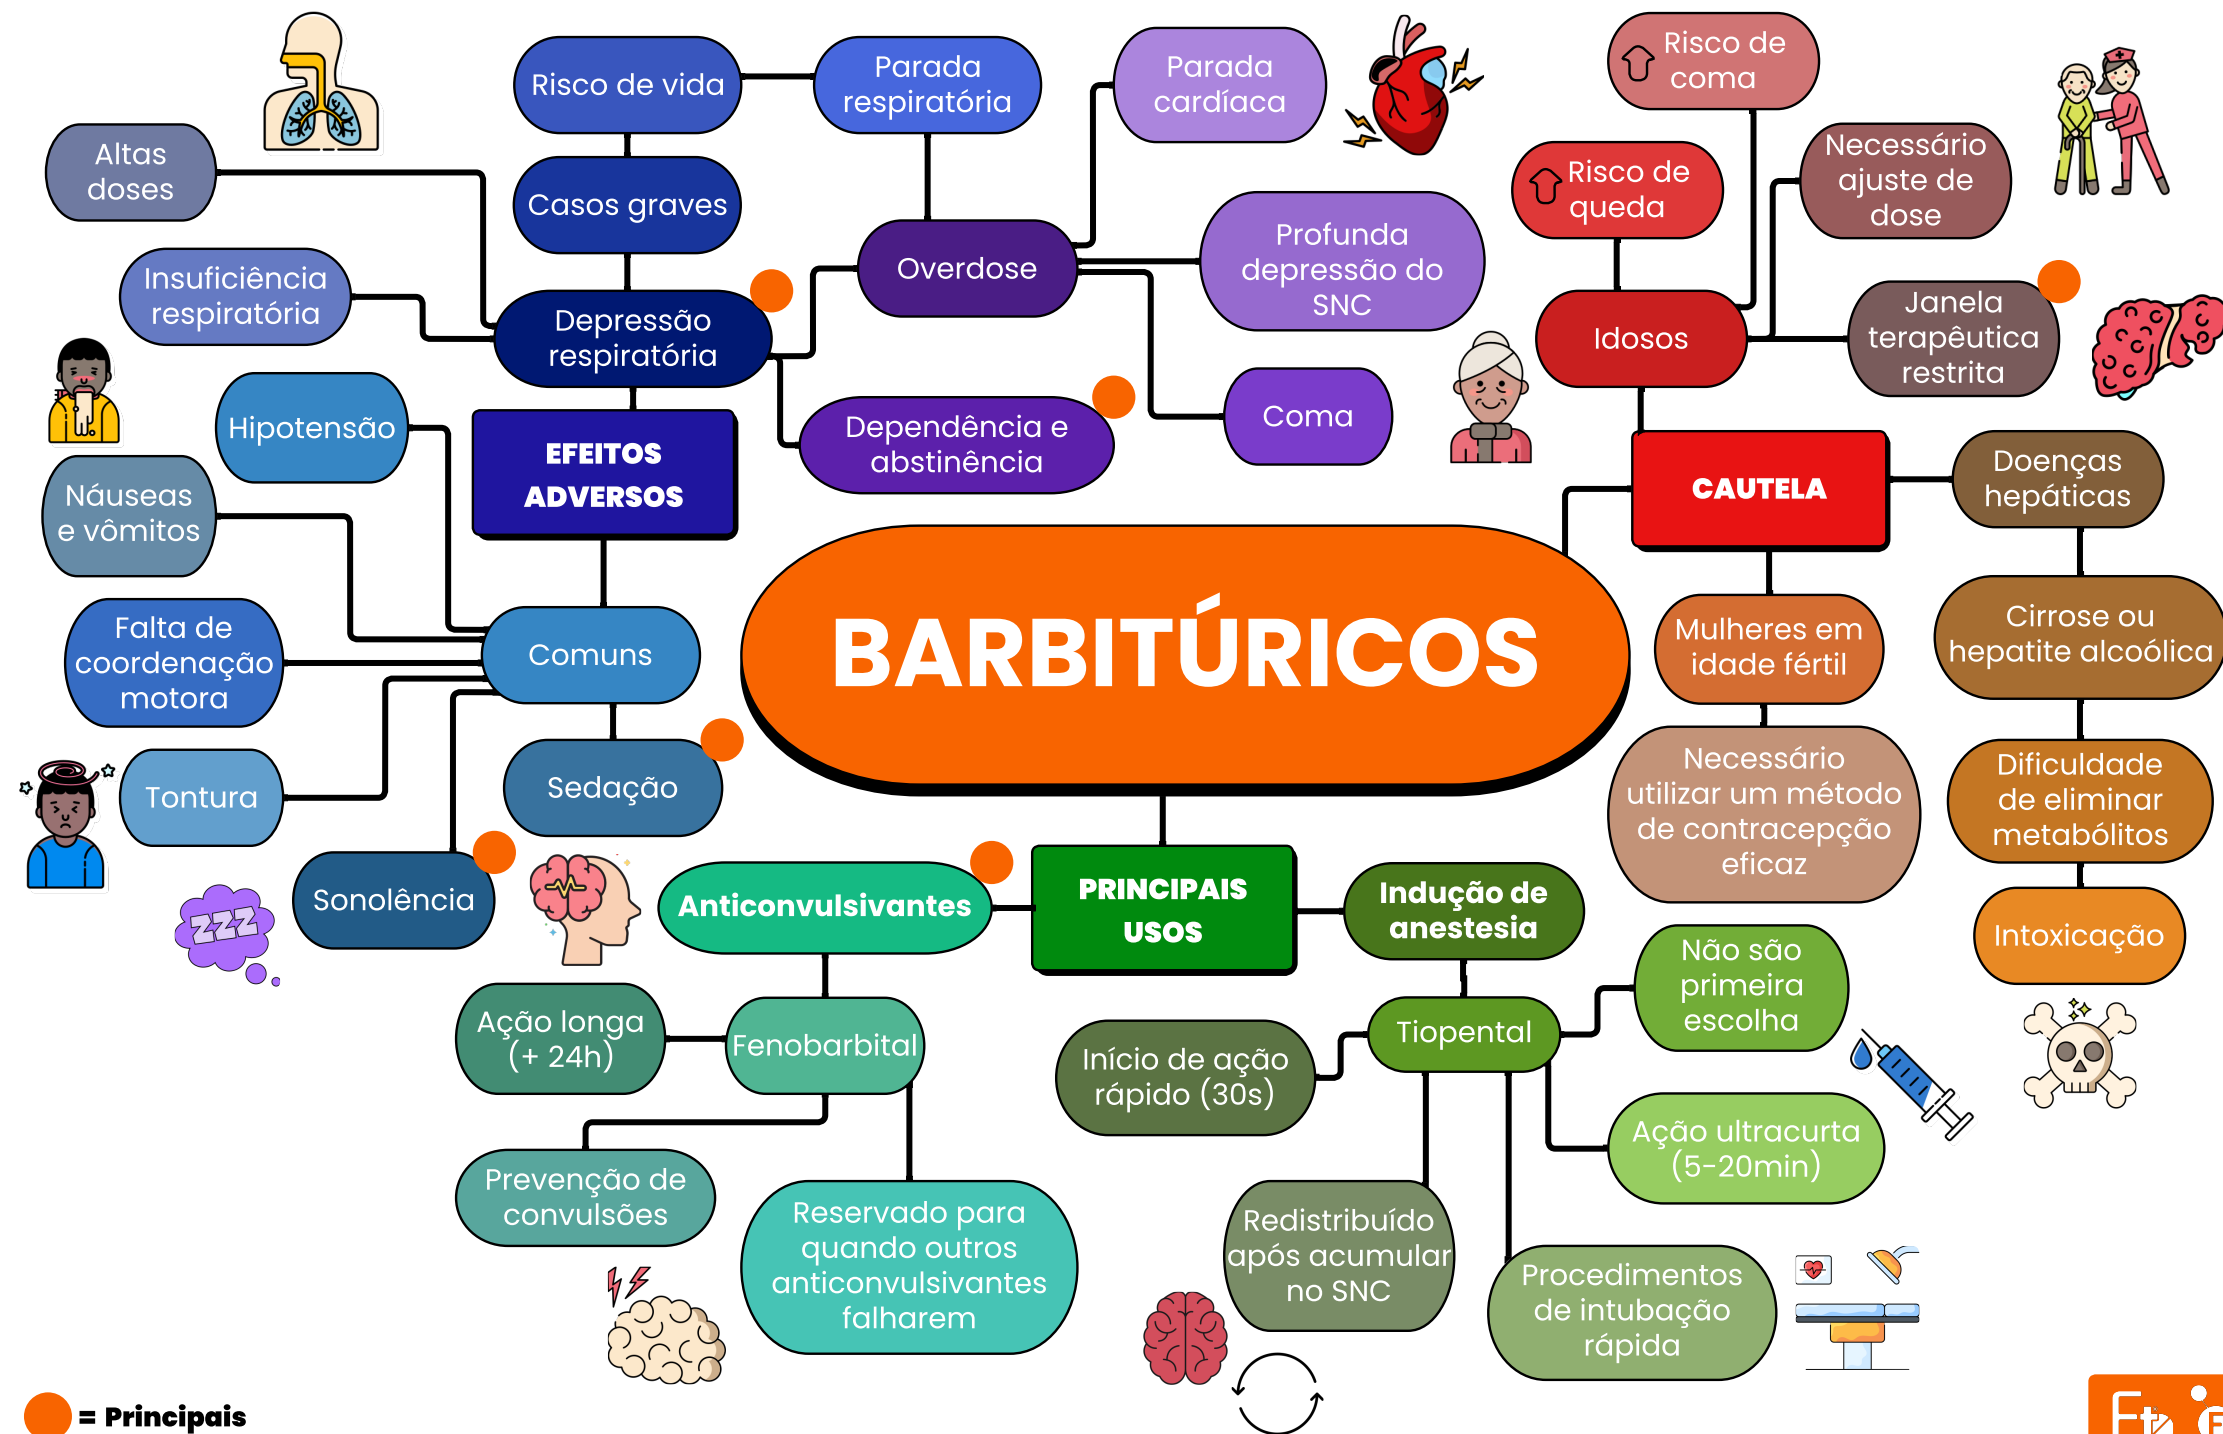 Risco de vida
Parada
respiratória
Parada
cardíaca
Risco de
coma
Altas
doses
Casos graves
Risco de
queda
Necessário
ajuste de
dose
Insuficiência
respiratória
Overdose
Profunda
depressão do
SNC
Depressão
respiratória
Idosos
Janela
terapêutica
restrita
Hipotensão
Dependência e
abstinência
Coma
EFEITOS
ADVERSOS
CAUTELA
Doenças
hepáticas
Náuseas
e vômitos
Falta de
coordenação
motora
Comuns
BARBITÚRICOS
Mulheres em
idade fértil
Cirrose ou
hepatite alcoólica
Tontura
Sedação
Necessário
utilizar um método
de contracepção
eficaz
Dificuldade
de eliminar
metabólitos
Sonolência
zzz
Anticonvulsivantes
PRINCIPAIS
USOS
Indução de
anestesia
Intoxicação
Ação longa
(+ 24h)
Fenobarbital
Início de ação
rápido (30s)
Tiopental
Não são
primeira
escolha
Ação ultracurta
(5-20min)
Prevenção de
convulsões
Reservado para
quando outros
anticonvulsivantes
falharem
Redistribuído
após acumular
no SNC
Procedimentos
de intubação
rápida
= Principais